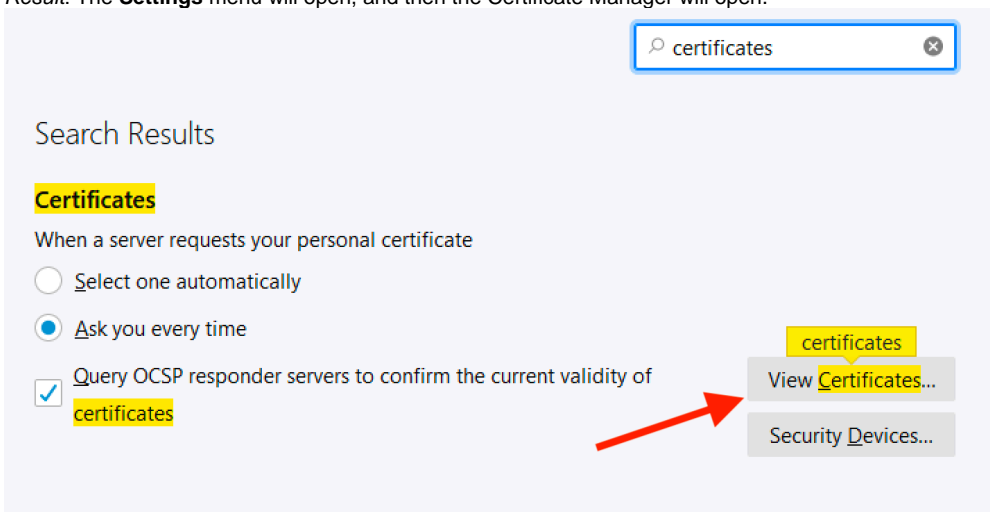 Result: The Settings menu will open, and then the Certificate Manager will open.
certificates
Search Results
Certificates
When a server requests your personal certificate
Select one automatically
Ask you every time
certificates
Query OCSP responder servers to confirm the current validity of
certificates
View Certificates...
Security Devices...